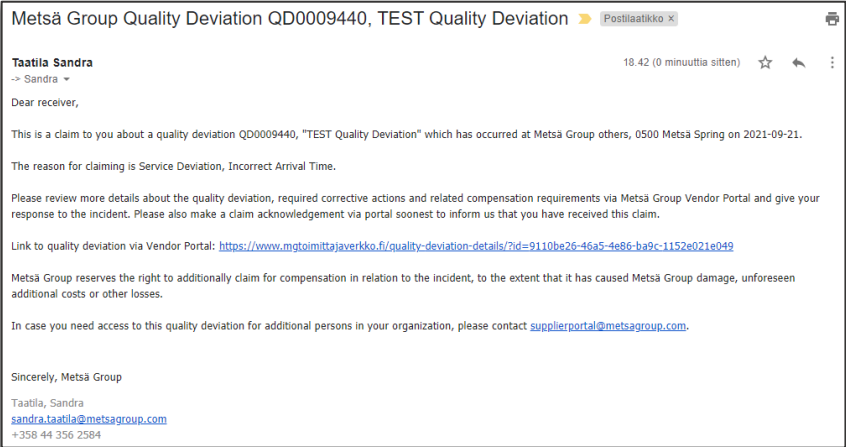 Metsä Group Quality Deviation QD0009440, TEST Quality Deviation Postilaatikko ×
Taatila Sandra 18.42 (0 minuuttia sitten)
-> Sandra
Dear receiver,
This is a claim to you about a quality deviation QD0009440, "TEST Quality Deviation" which has occurred at Metsä Group others, 0500 Metsä Spring on 2021-09-21.
The reason for claiming is Service Deviation, Incorrect Arrival Time.
Please review more details about the quality deviation, required corrective actions and related compensation requirements via Metsä Group Vendor Portal and give your
response to the incident. Please also make a claim acknowledgement via portal soonest to inform us that you have received this claim.
Link to quality deviation via Vendor Portal: https://www.mgtoimittajaverkko.fi/quality-deviation-details/?id=9110be26-46a5-4e86-ba9c-1152e021e049
Metsä Group reserves the right to additionally claim for compensation in relation to the incident, to the extent that it has caused Metsä Group damage, unforeseen
additional costs or other losses.
In case you need access to this quality deviation for additional persons in your organization, please contact supplierportal@metsagroup.com.
Sincerely, Metsä Group
Taatila, Sandra
sandra.taatila@metsagroup.com
+358 44 356 2584